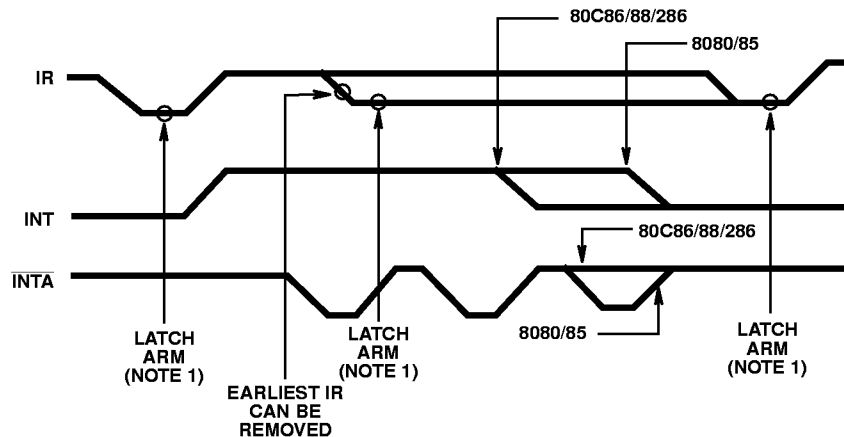 80C86/88/286
8080/85
IR
INT
80C86/88/286
INTA
8080/85
LATCH
ARM
(NOTE 1)
EARLIEST IR
CAN BE
REMOVED
LATCH
ARM
(NOTE 1)
LATCH
ARM
(NOTE 1)